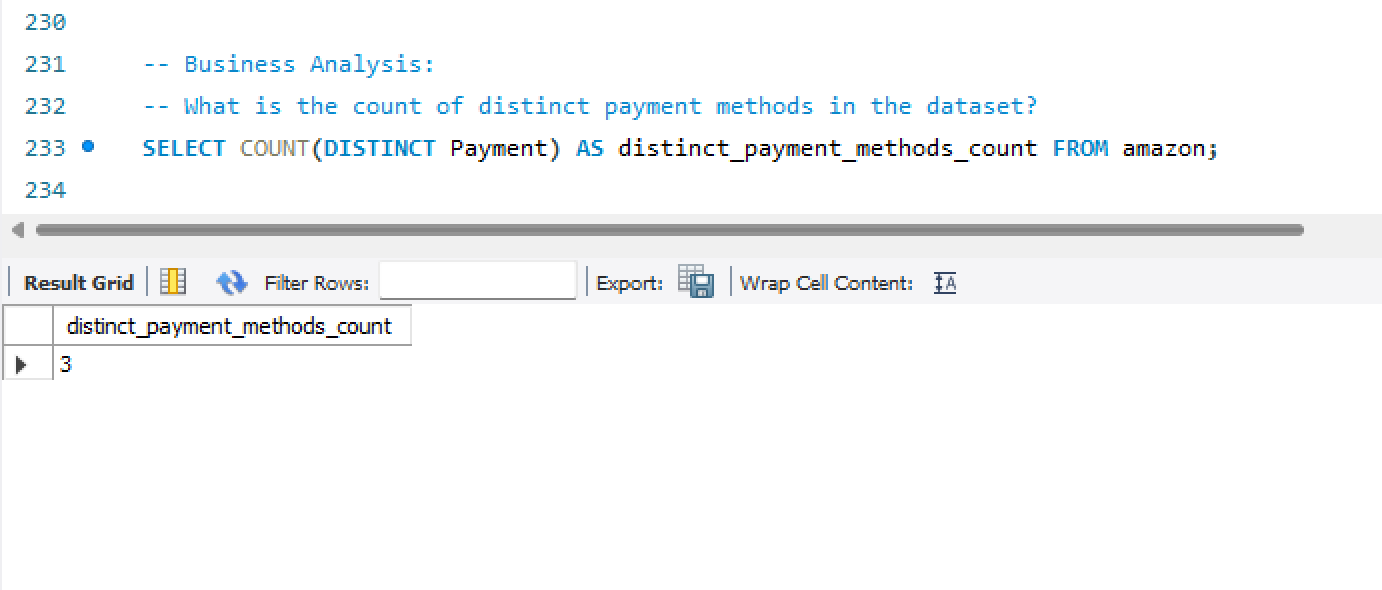 230
231 -- Business Analysis:
232 -- What is the count of distinct payment methods in the dataset?
233 SELECT COUNT(DISTINCT Payment) AS distinct_payment_methods_count FROM amazon;
234
Result Grid Filter Rows: Export: Wrap Cell Content: IA
distinct_payment_methods_count
3